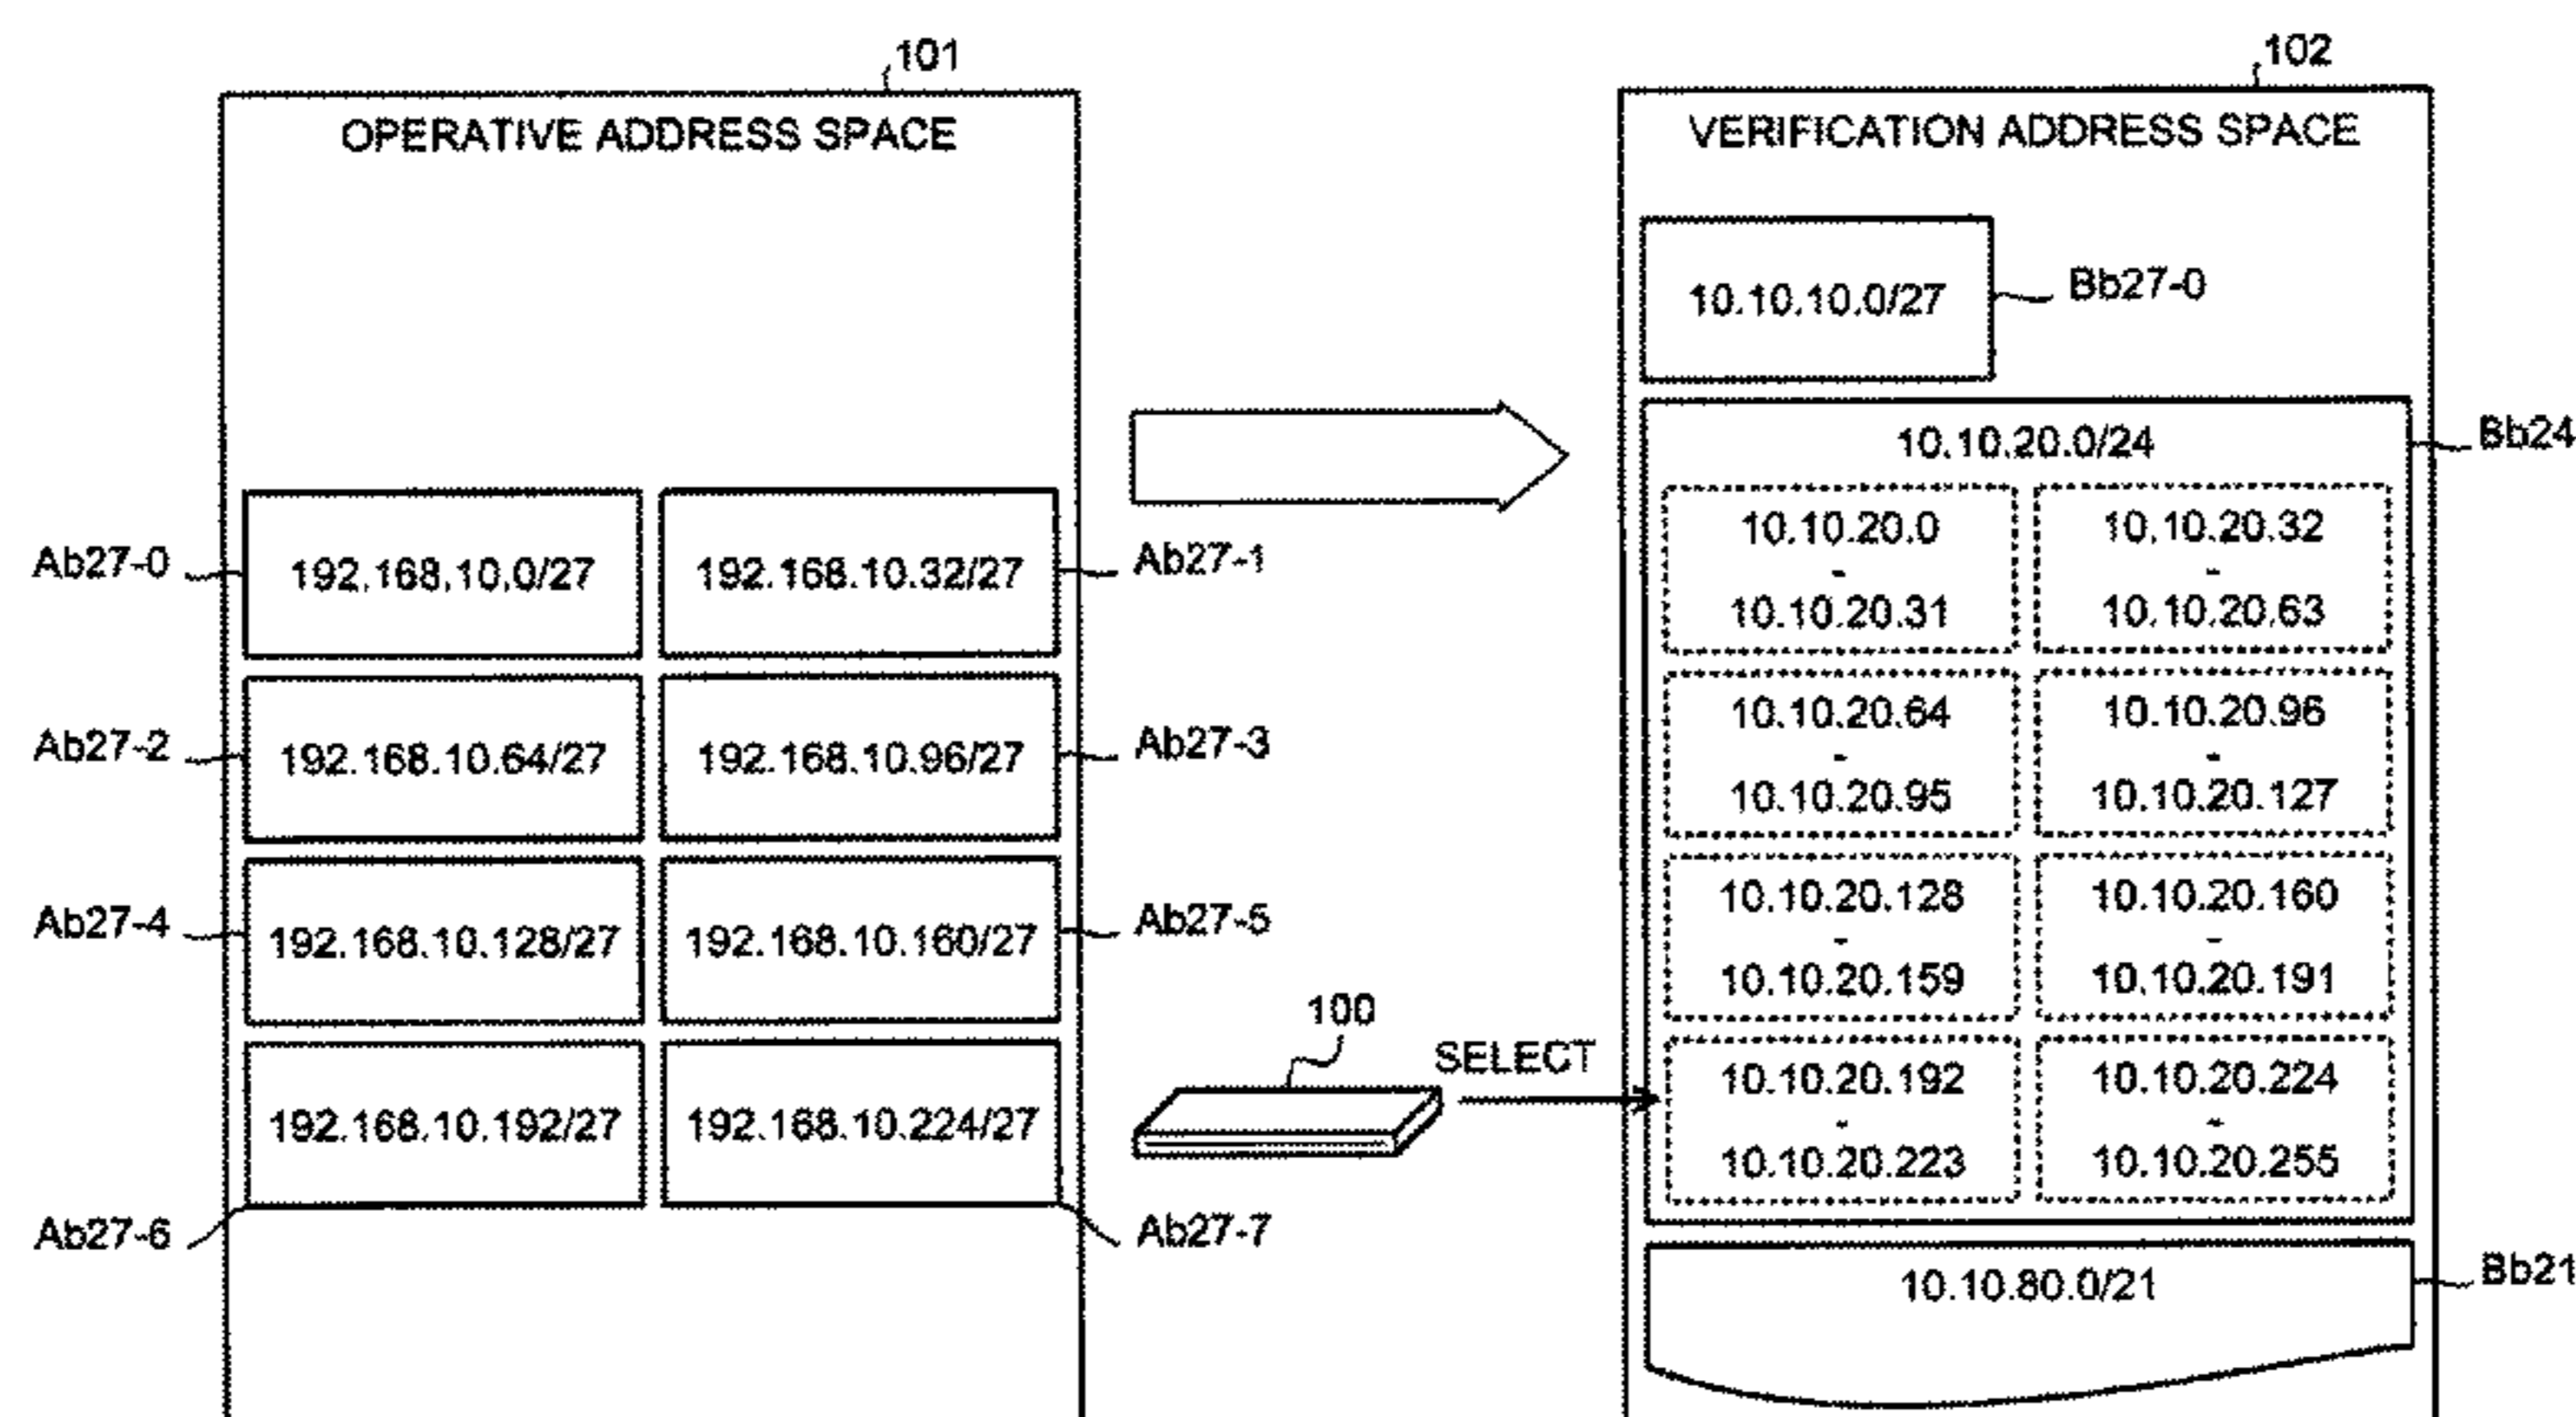 101
OPERATIVE ADDRESS SPACE
Ab27-0
192.168.10.0/27
192.168.10.32/27
Ab27-1
Ab27-2
192.168.10.64/27
192.168.10.96/27
Ab27-3
Ab27-4
192.168.10.128/27
192.168.10.160/27
Ab27-5
Ab27-6
192.168.10.192/27
192.168.10.224/27
Ab27-7
100
SELECT
102
VERIFICATION ADDRESS SPACE
10.10.10.0/27
Bb27-0
10.10.20.0/24
Bb24
10.10.20.0
-
10.10.20.31
10.10.20.32
-
10.10.20.63
10.10.20.64
-
10.10.20.95
10.10.20.96
-
10.10.20.127
10.10.20.128
-
10.10.20.159
10.10.20.160
-
10.10.20.191
10.10.20.192
-
10.10.20.223
10.10.20.224
-
10.10.20.255
10.10.80.0/21
Bb21